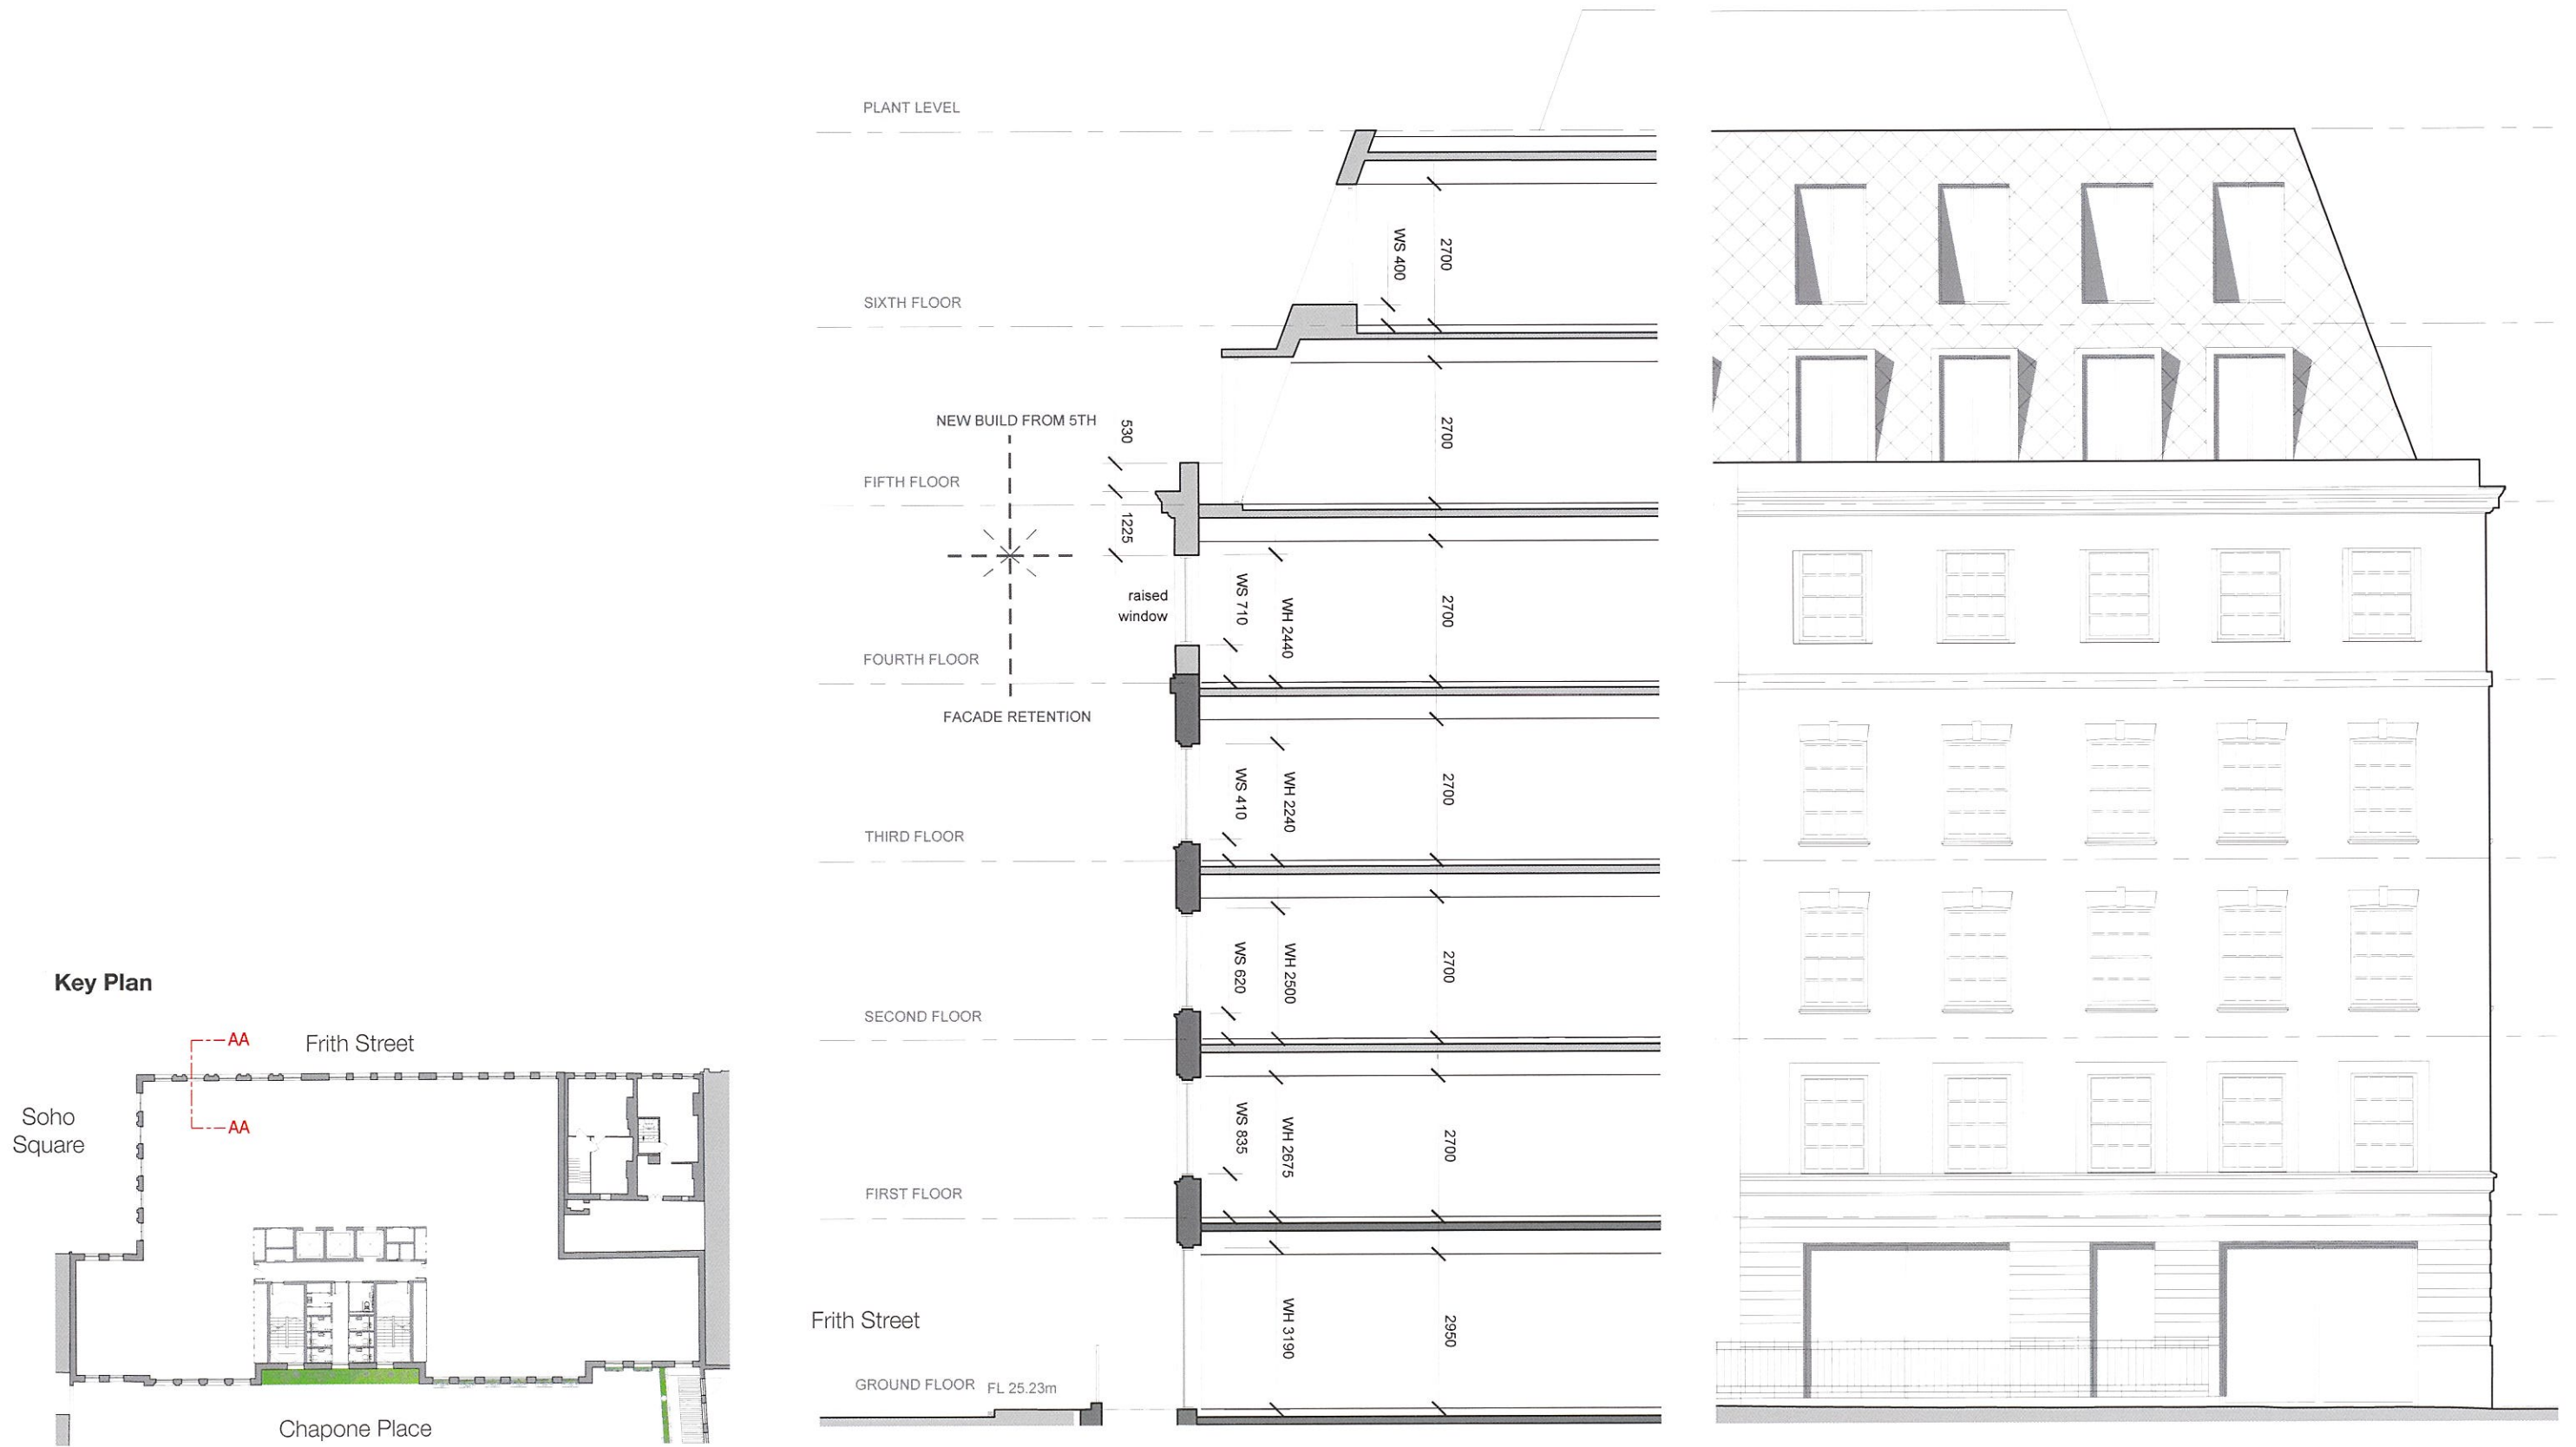 PLANT LEVEL
WS 400
2700
SIXTH FLOOR
NEW BUILD FROM 5TH
530
2700
FIFTH FLOOR
1225
raised
window
WS 710
WH 2440
2700
FOURTH FLOOR
FACADE RETENTION
WS 410
WH 2240
2700
THIRD FLOOR
WS 620
WH 2500
2700
SECOND FLOOR
WS 835
WH 2675
2700
FIRST FLOOR
Frith Street
WH 3190
2950
GROUND FLOOR FL 25.23m
Key Plan
AA
Frith Street
Soho
Square
AA
Chapone Place